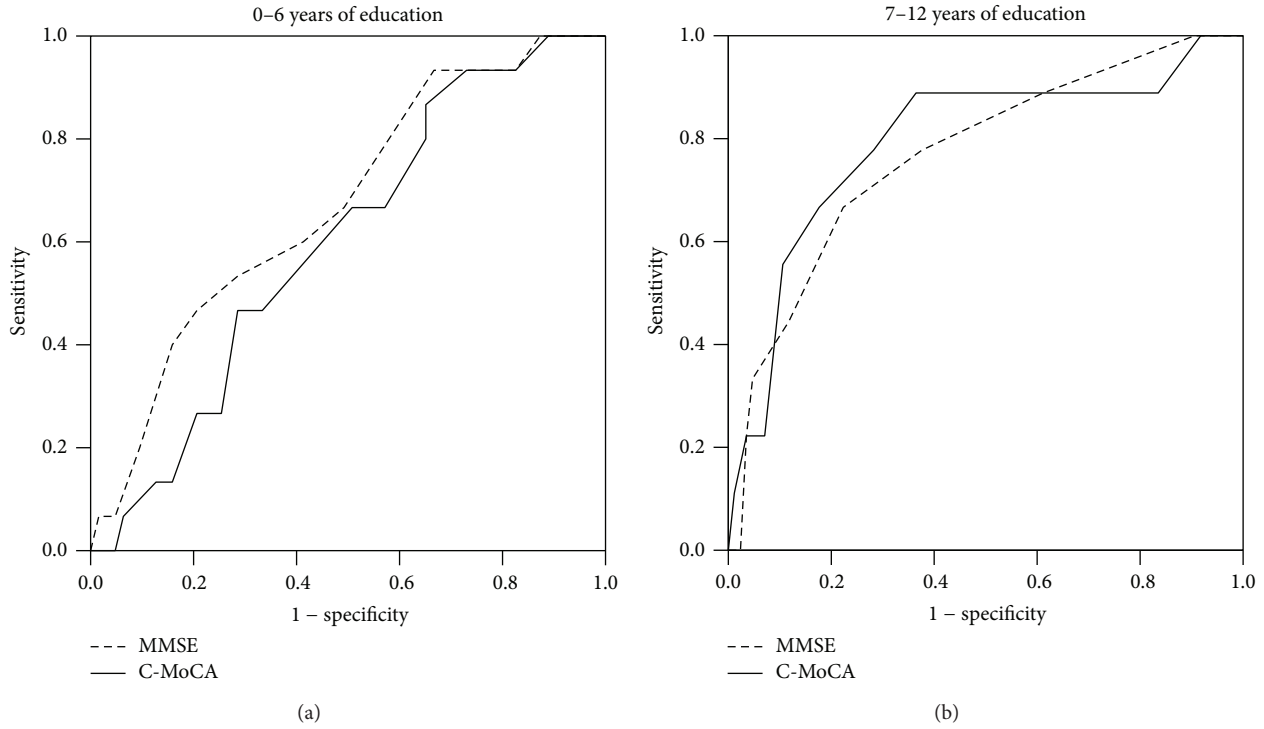 0–6 years of education
1.0
0.8
0.6
0.4
0.2
0.0
Sensitivity
0.0 0.2 0.4 0.6 0.8 1.0
1 − specificity
MMSE
C-MoCA
(a)
7–12 years of education
1.0
0.8
0.6
0.4
0.2
0.0
Sensitivity
0.0 0.2 0.4 0.6 0.8 1.0
1 − specificity
MMSE
C-MoCA
(b)